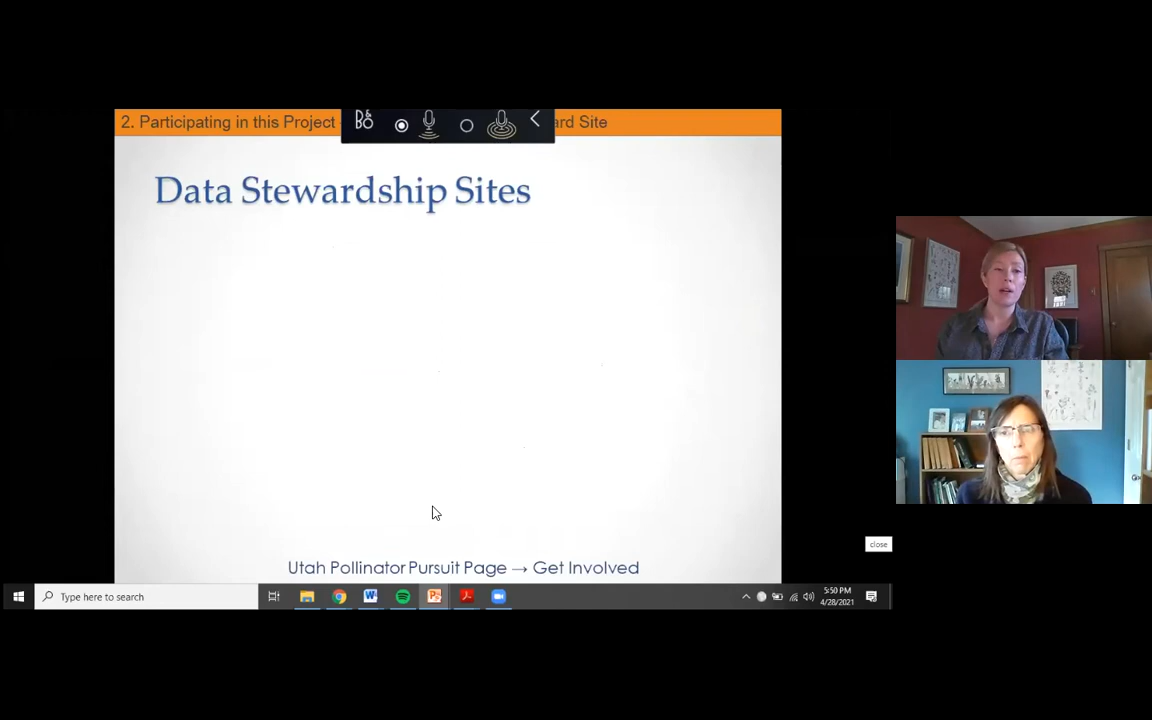 2. Participating in this Project
ard Site
Data Stewardship Sites
Utah Pollinator Pursuit Page → Get Involved
close
Type here to search
5:50 PM
4/28/2021